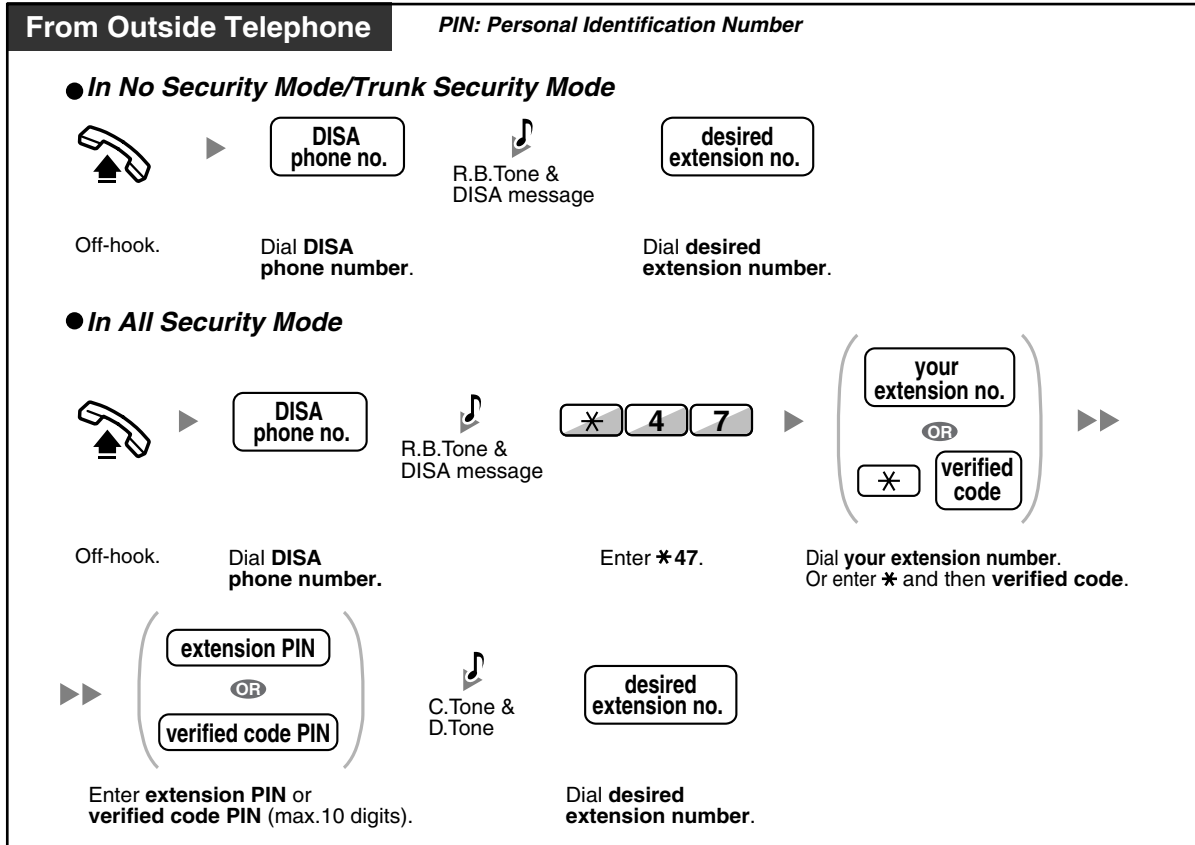 From Outside Telephone
PIN: Personal Identification Number
● In No Security Mode/Trunk Security Mode
DISA
phone no.
R.B.Tone &
DISA message
desired
extension no.
Off-hook.
Dial DISA
phone number.
Dial desired
extension number.
● In All Security Mode
DISA
phone no.
R.B.Tone &
DISA message
* 4 7
your
extension no.
OR
*
verified
code
Off-hook.
Dial DISA
phone number.
Enter *47.
Dial your extension number.
Or enter * and then verified code.
extension PIN
OR
verified code PIN
C.Tone &
D.Tone
desired
extension no.
Enter extension PIN or
verified code PIN (max.10 digits).
Dial desired
extension number.